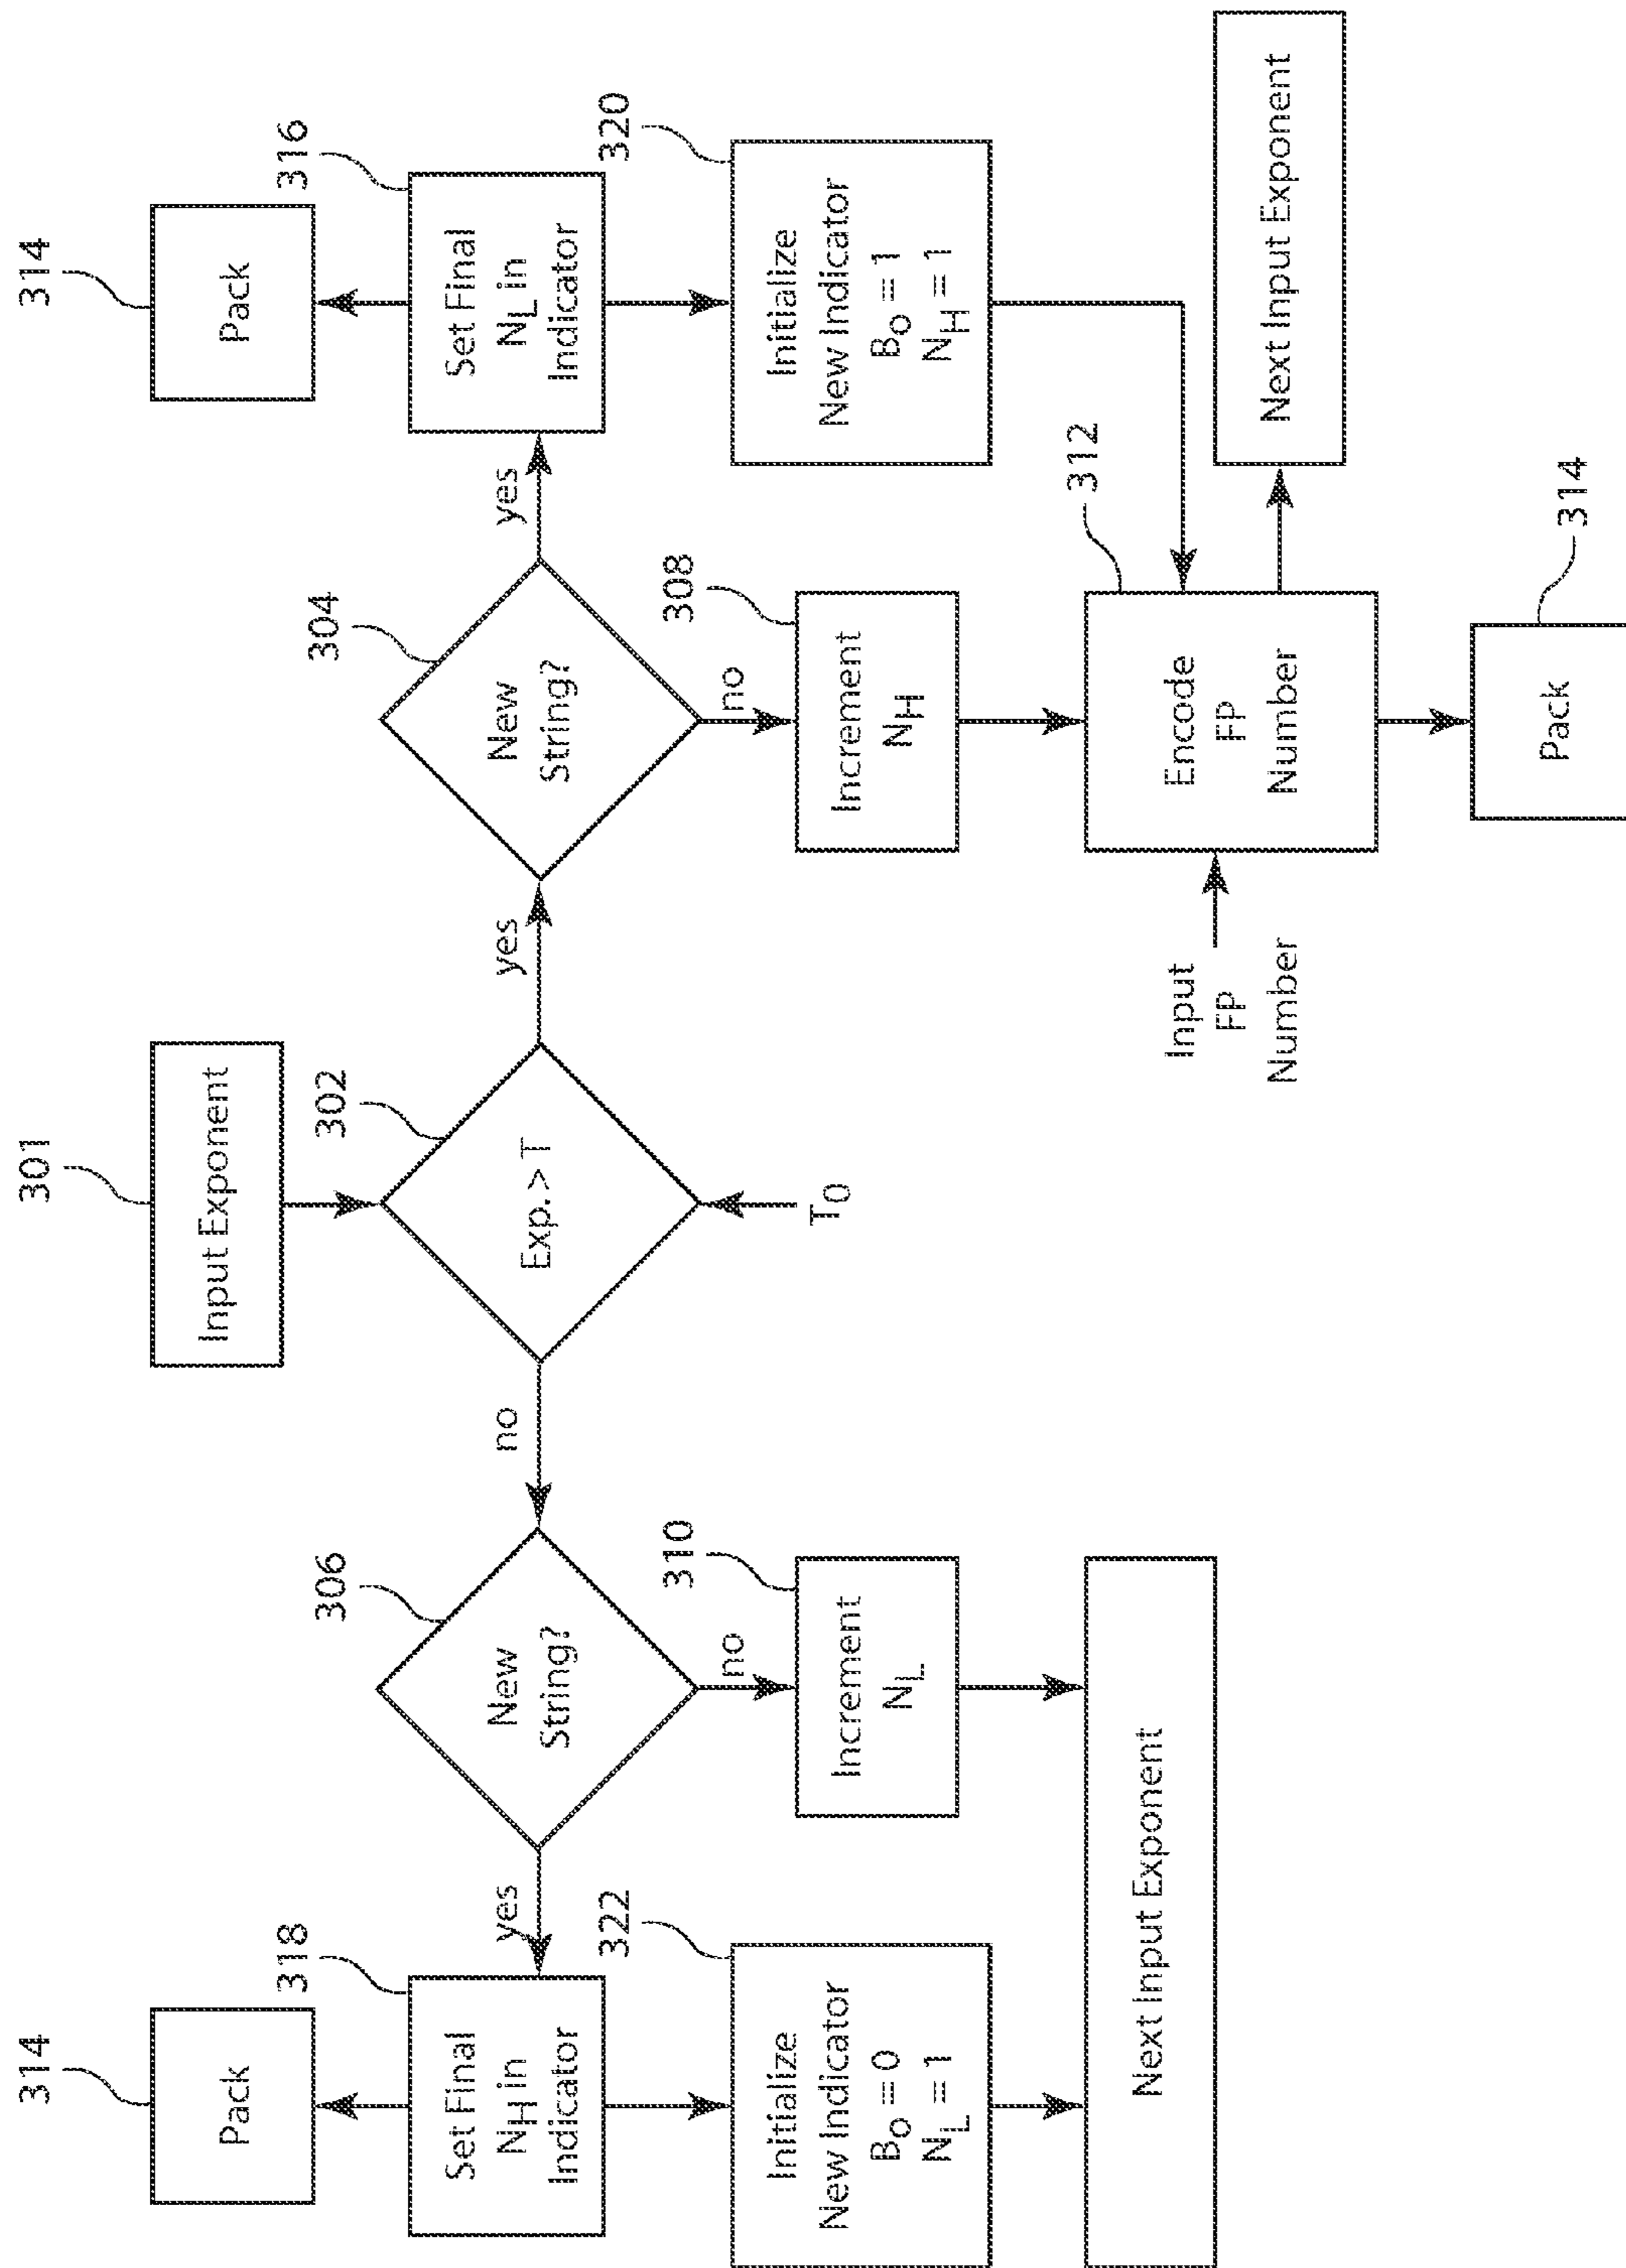 314
Pack
318
Set Final
N_H in
Indicator
322
Initialize
New Indicator
B_0 = 0
N_L = 1
yes
306
New
String?
no
310
Increment
N_L
Next Input Exponent
no
301
Input Exponent
302
Exp. > T
T_0
yes
304
New
String?
no
308
Increment
N_H
yes
314
Pack
316
Set Final
N_L in
Indicator
320
Initialize
New Indicator
B_0 = 1
N_H = 1
Input
FP
Number
312
Encode
FP
Number
Next Input Exponent
314
Pack